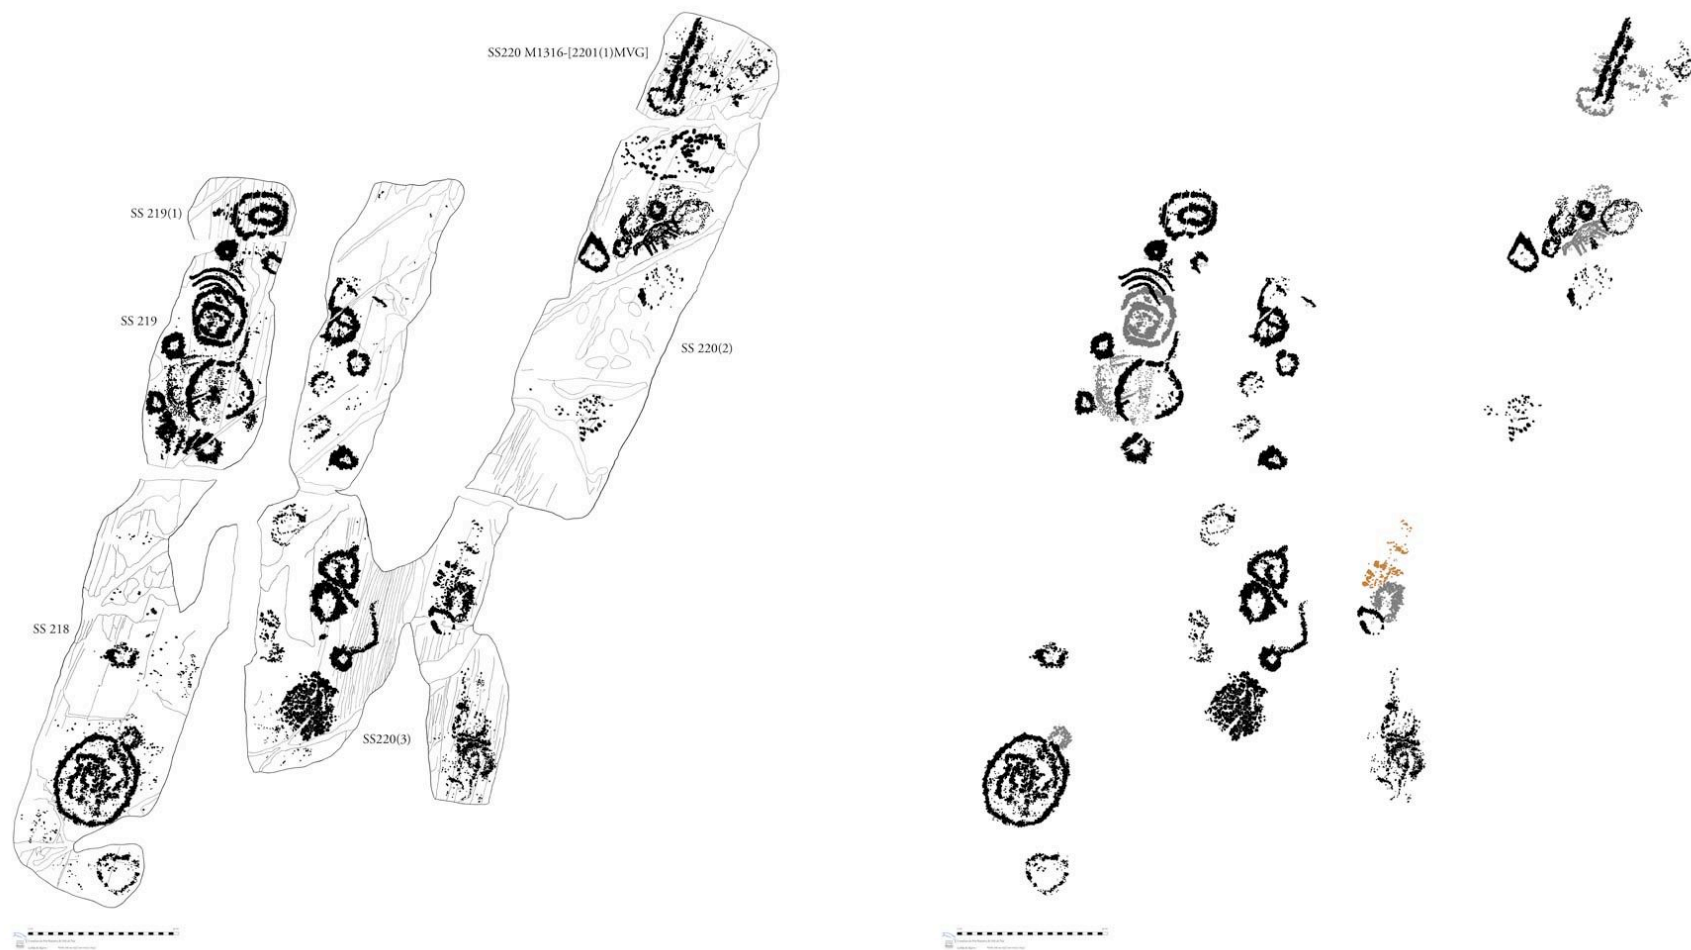 SS220 M1316-[2201(1)MVG]
SS 219(1)
SS 219
SS 220(2)
SS 218
SS220(3)